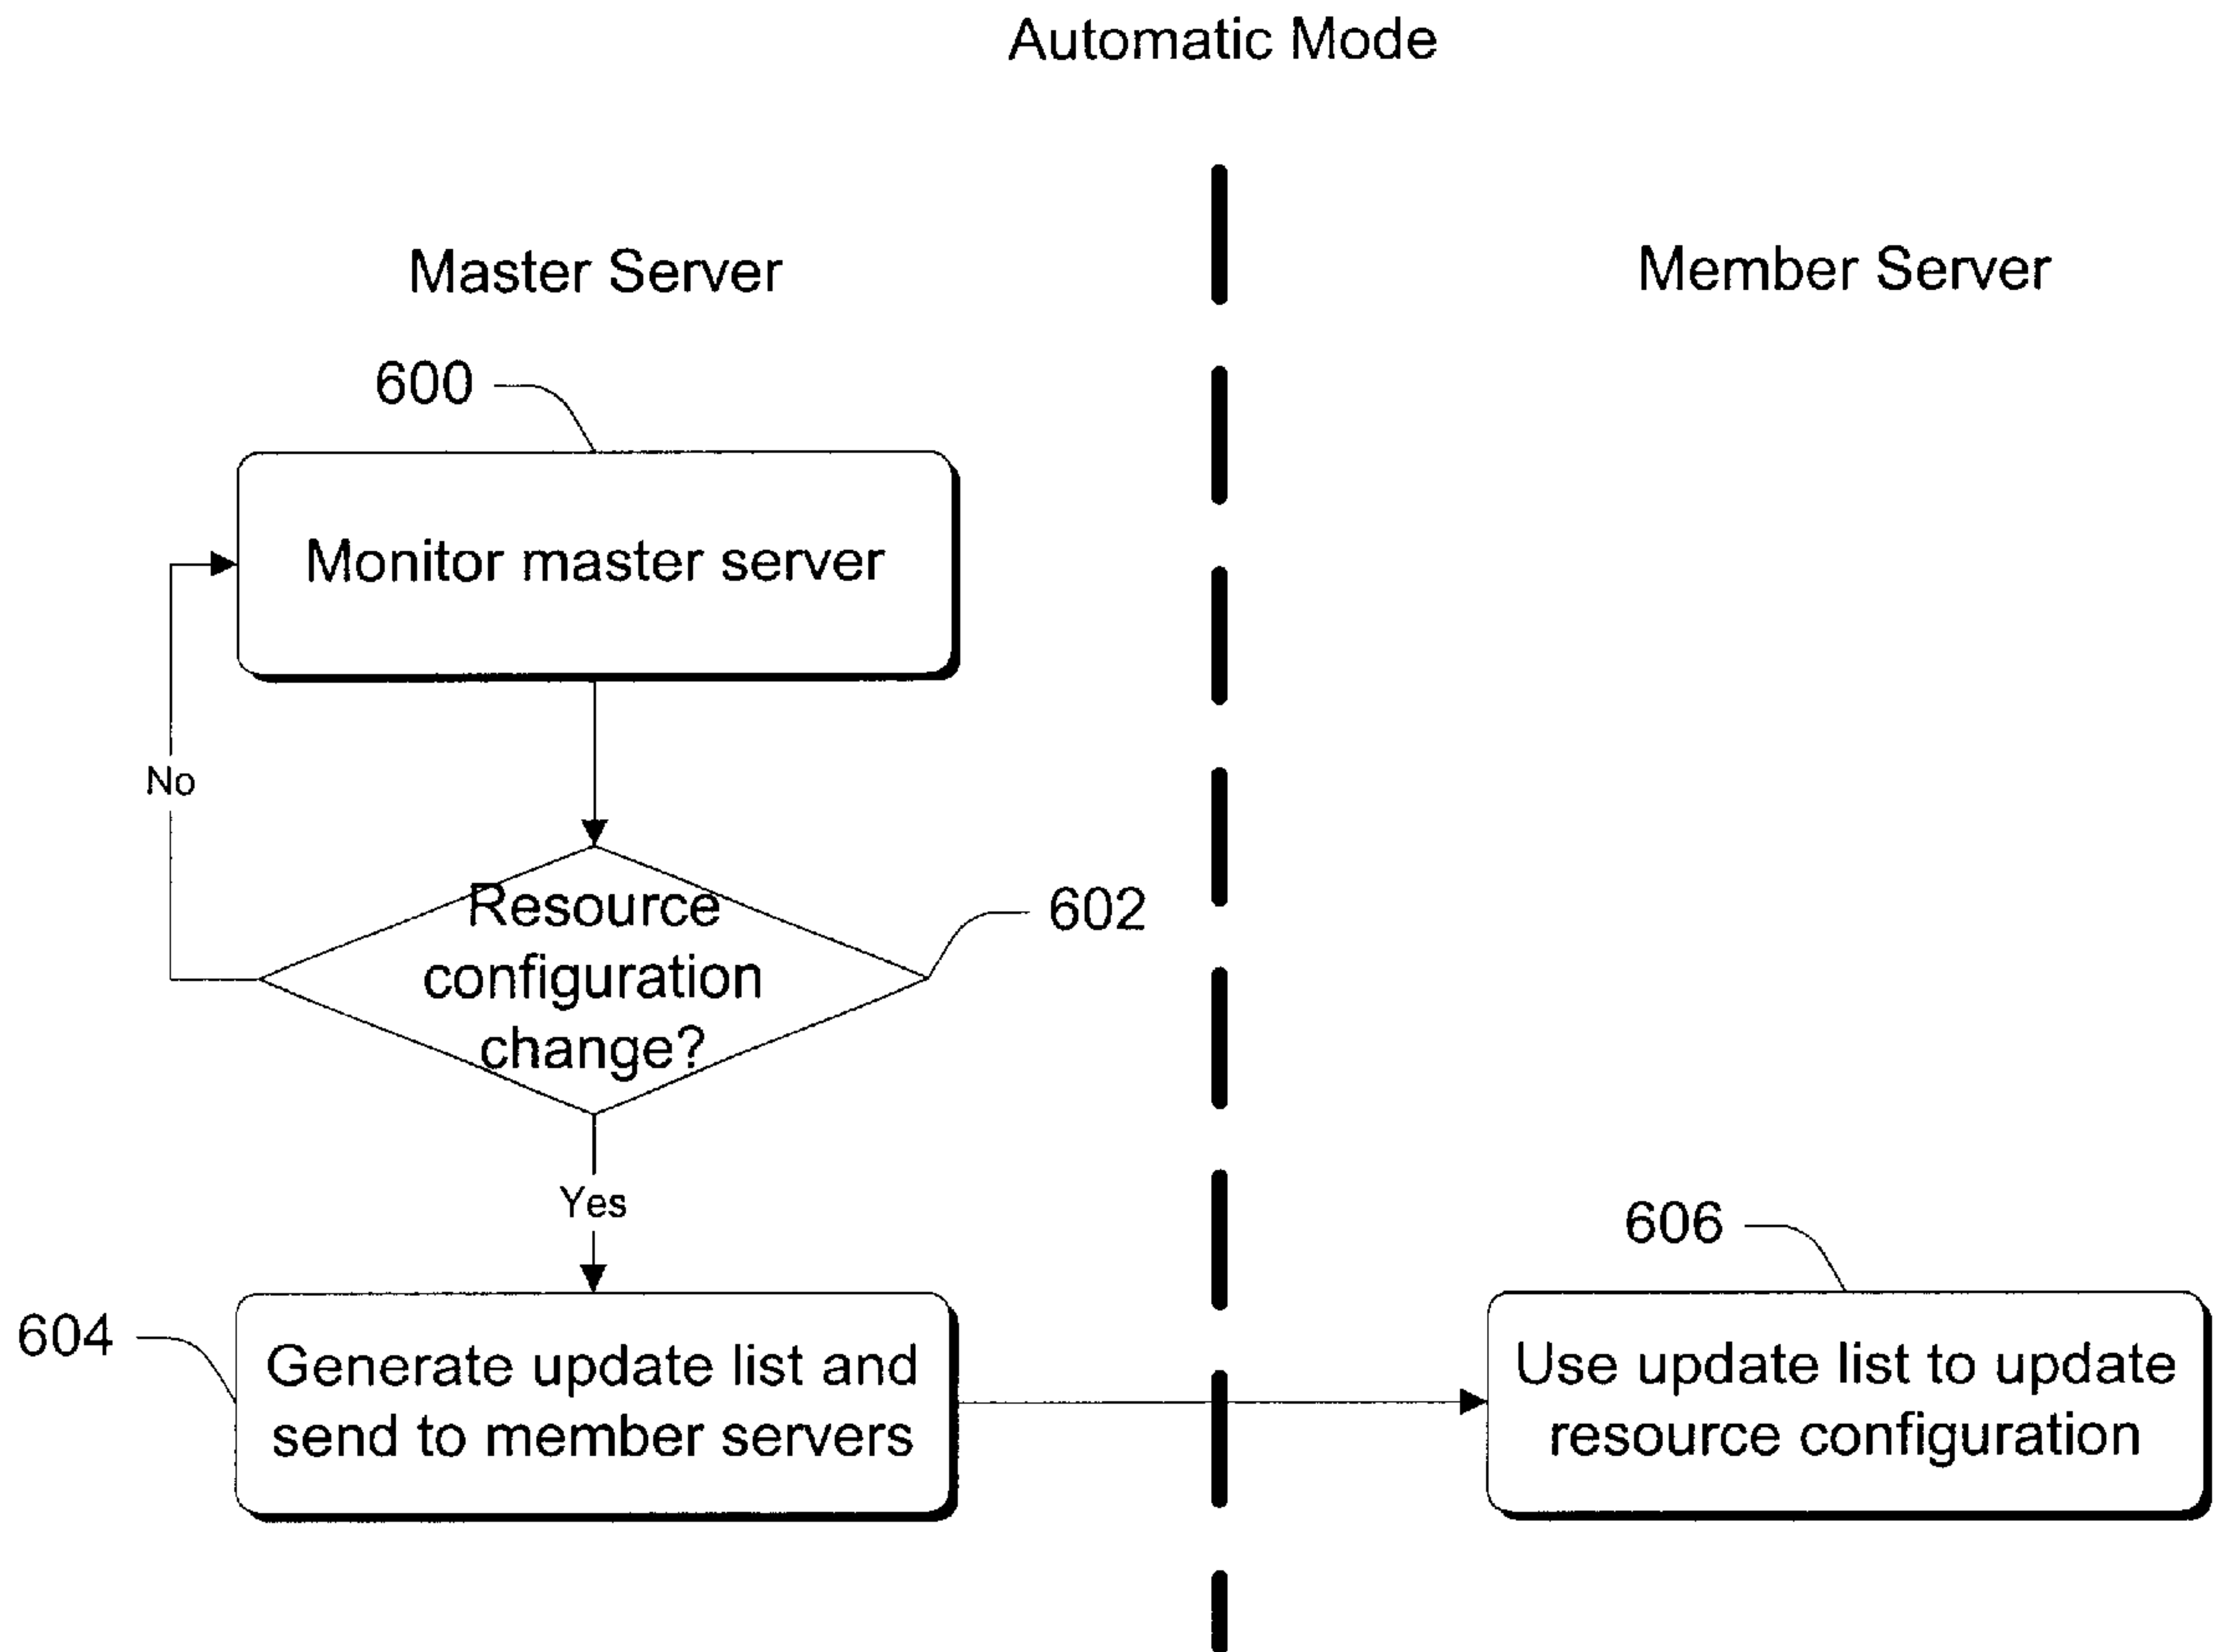 Automatic Mode
Master Server
Member Server
600
Monitor master server
No
Resource
configuration
change?
602
Yes
604
Generate update list and
send to member servers
606
Use update list to update
resource configuration